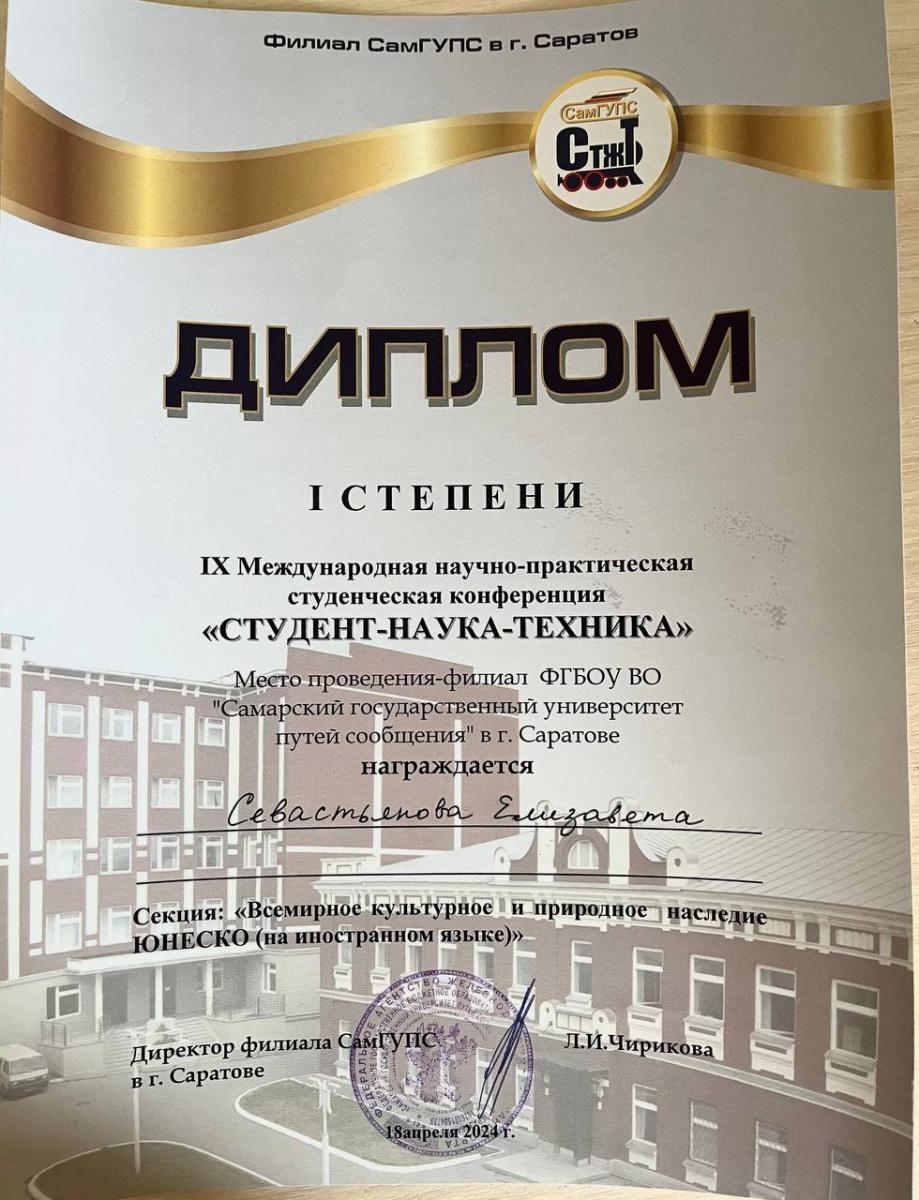 Филиал СамГУПС в г. Саратов
СамГУПС
СтжТ
ДИПЛОМ
I СТЕПЕНИ
IX Международная научно-практическая
студенческая конференция
«СТУДЕНТ-НАУКА-ТЕХНИКА»
Место проведения-филиал ФГБОУ ВО
"Самарский государственный университет
путей сообщения" в г. Саратове
награждается
Севастьянова Елизавета
Секция: «Всемирное культурное и природное наследие
ЮНЕСКО (на иностранном языке)»
ФЕДЕРАЛЬНОЕ АГЕНТСТВО
Директор филиала СамГУПС
в г. Саратове
Л.И.Чирикова
18апреля 2024 г.